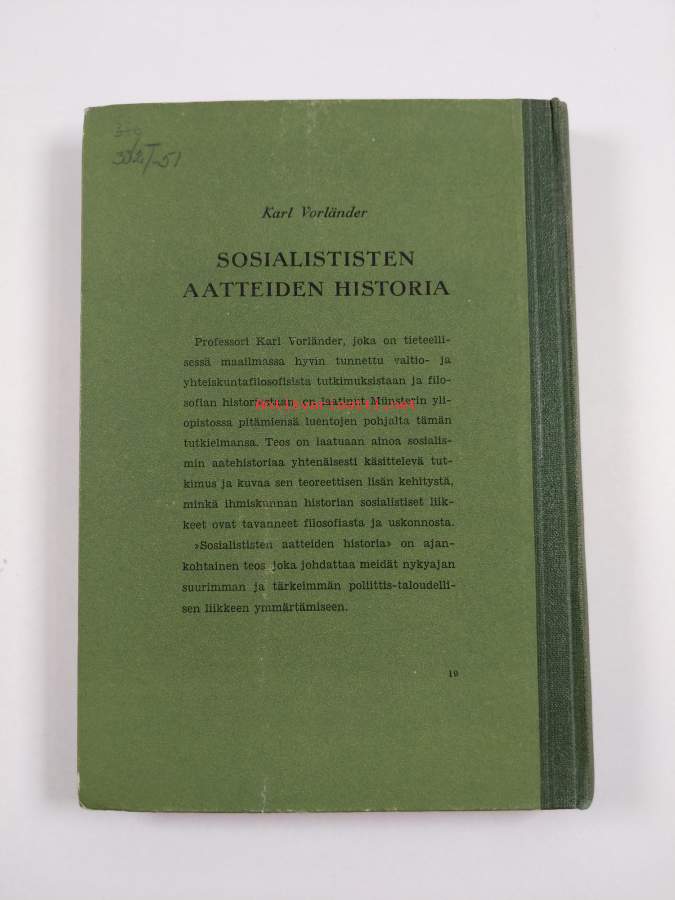 302I-51
Karl Vorländer
SOSIALISTISTEN
AATTEIDEN HISTORIA
Professori Karl Vorländer, joka on tieteelli-
sessä maailmassa hyvin tunnettu valtio- ja
yhteiskuntafilosofisista tutkimuksistaan ja filo-
sofian historiastaan, on laatinut Münsterin yli-
opistossa pitämiensä luentojen pohjalta tämän
tutkielmansa. Teos on laatuaan ainoa sosialis-
min aatehistoriaa yhtenäisesti käsittelevä tut-
kimus ja kuvaa sen teoreettisen lisän kehitystä,
minkä ihmiskunnan historian sosialistiset liik-
keet ovat tavanneet filosofiasta ja uskonnosta.
»Sosialististen aatteiden historia» on ajan-
kohtainen teos joka johdattaa meidät nykyajan
suurimman ja tärkeimmän poliittis-taloudelli-
sen liikkeen ymmärtämiseen.
19